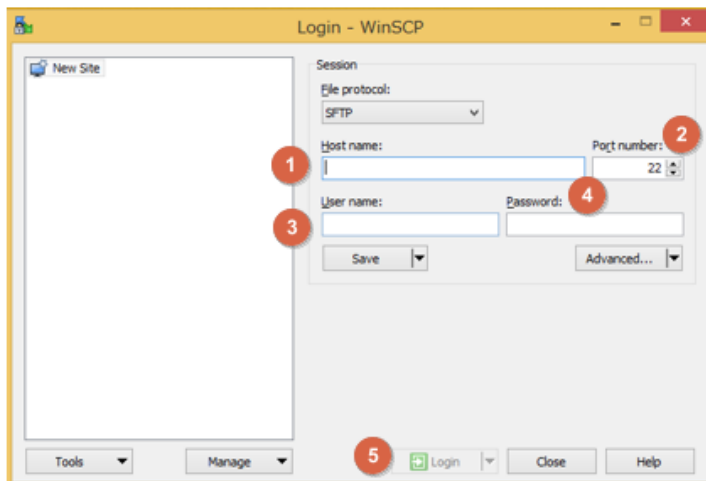 Login - WinSCP
New Site
Session
File protocol:
SFTP
Host name:
Port number:
2
1
22
User name:
Password:
4
3
Save
Advanced...
5
Tools
Manage
Login
Close
Help